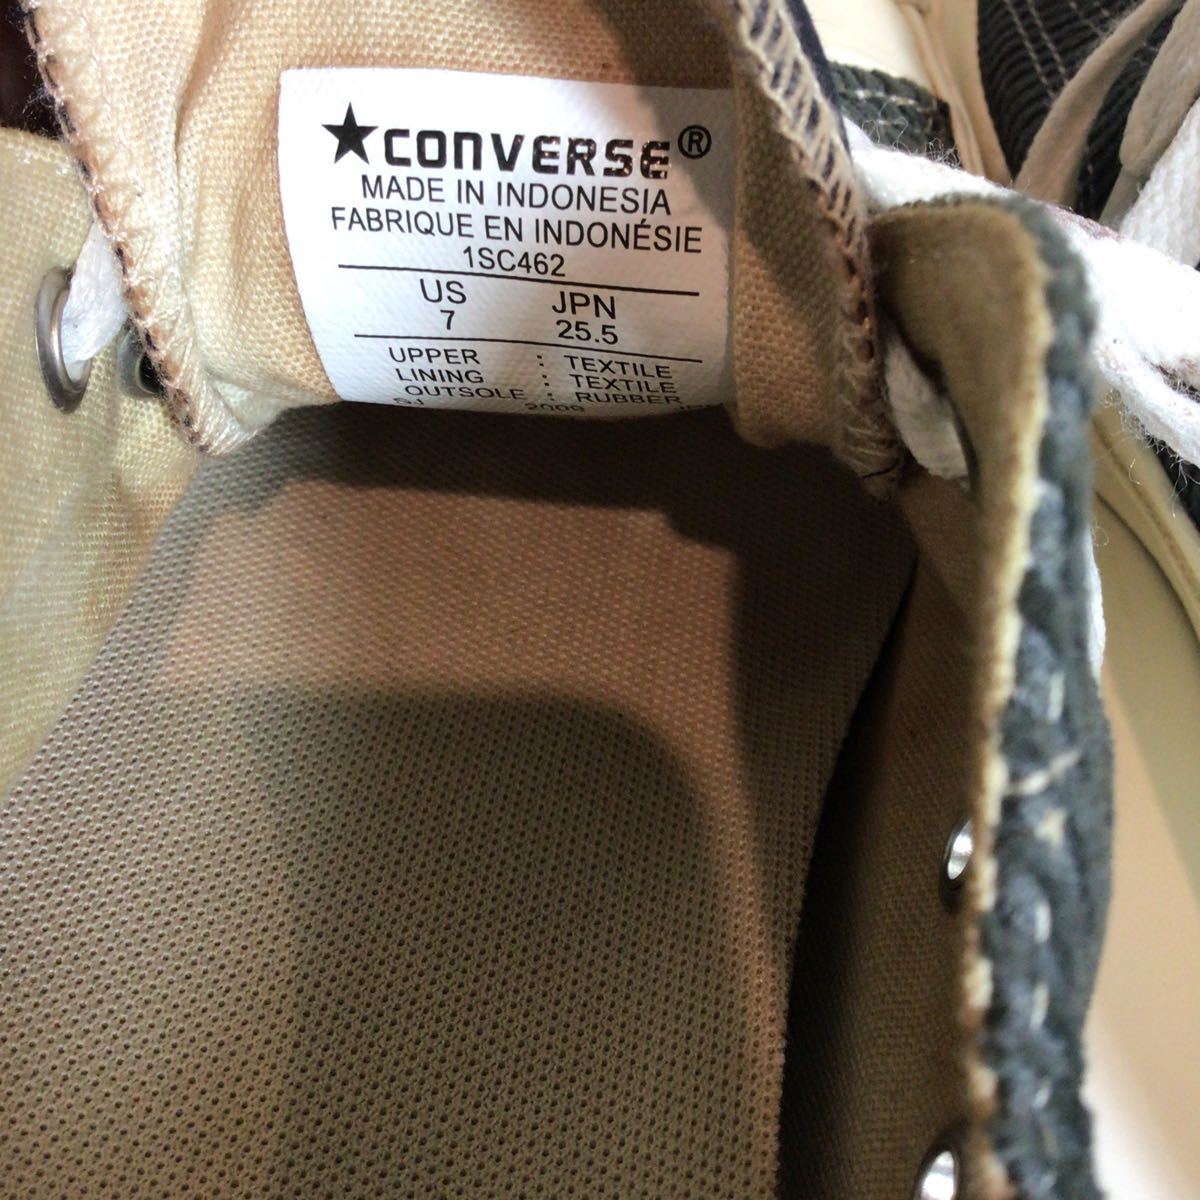 ★CONVERSE®
MADE IN INDONESIA
FABRIQUE EN INDONÉSIE
1SC462
US JPN
7 25.5
UPPER : TEXTILE
LINING : TEXTILE
OUTSOLE : RUBBER
2009